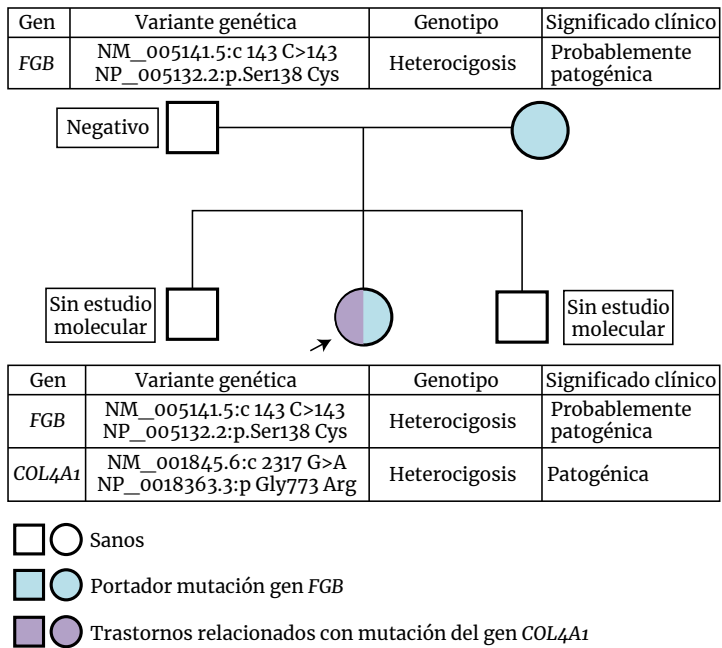 Gen Variante genética Genotipo Significado clínico
FGB NM_005141.5:c 143 C>143 Heterocigosis Probablemente
NP_005132.2:p.Ser138 Cys patogénica
Negativo
Sin estudio
molecular
Sin estudio
molecular
Gen Variante genética Genotipo Significado clínico
FGB NM_005141.5:c 143 C>143 Heterocigosis Probablemente
NP_005132.2:p.Ser138 Cys patogénica
COL4A1 NM_001845.6:c 2317 G>A Heterocigosis Patogénica
NP_0018363.3:p Gly773 Arg
Sanos
Portador mutación gen FGB
Trastornos relacionados con mutación del gen COL4A1